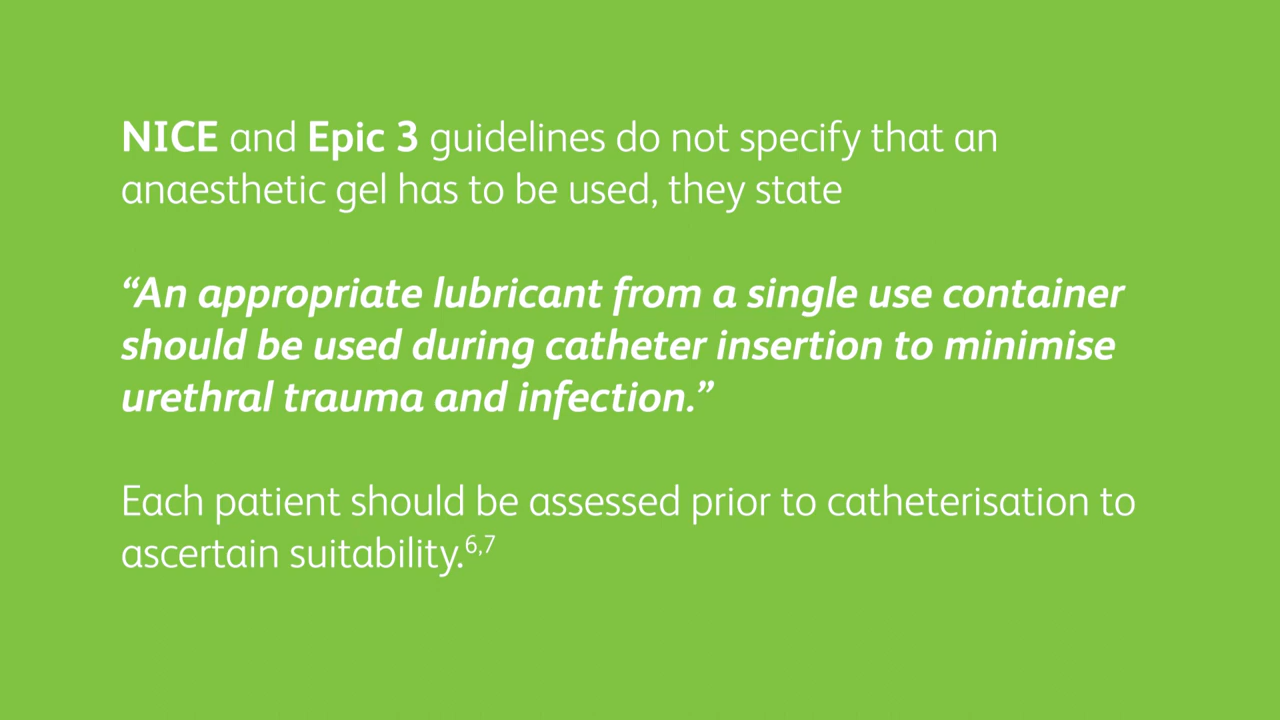 NICE and Epic 3 guidelines do not specify that an
anaesthetic gel has to be used, they state
“An appropriate lubricant from a single use container
should be used during catheter insertion to minimise
urethral trauma and infection.”
Each patient should be assessed prior to catheterisation to
ascertain suitability.6,7